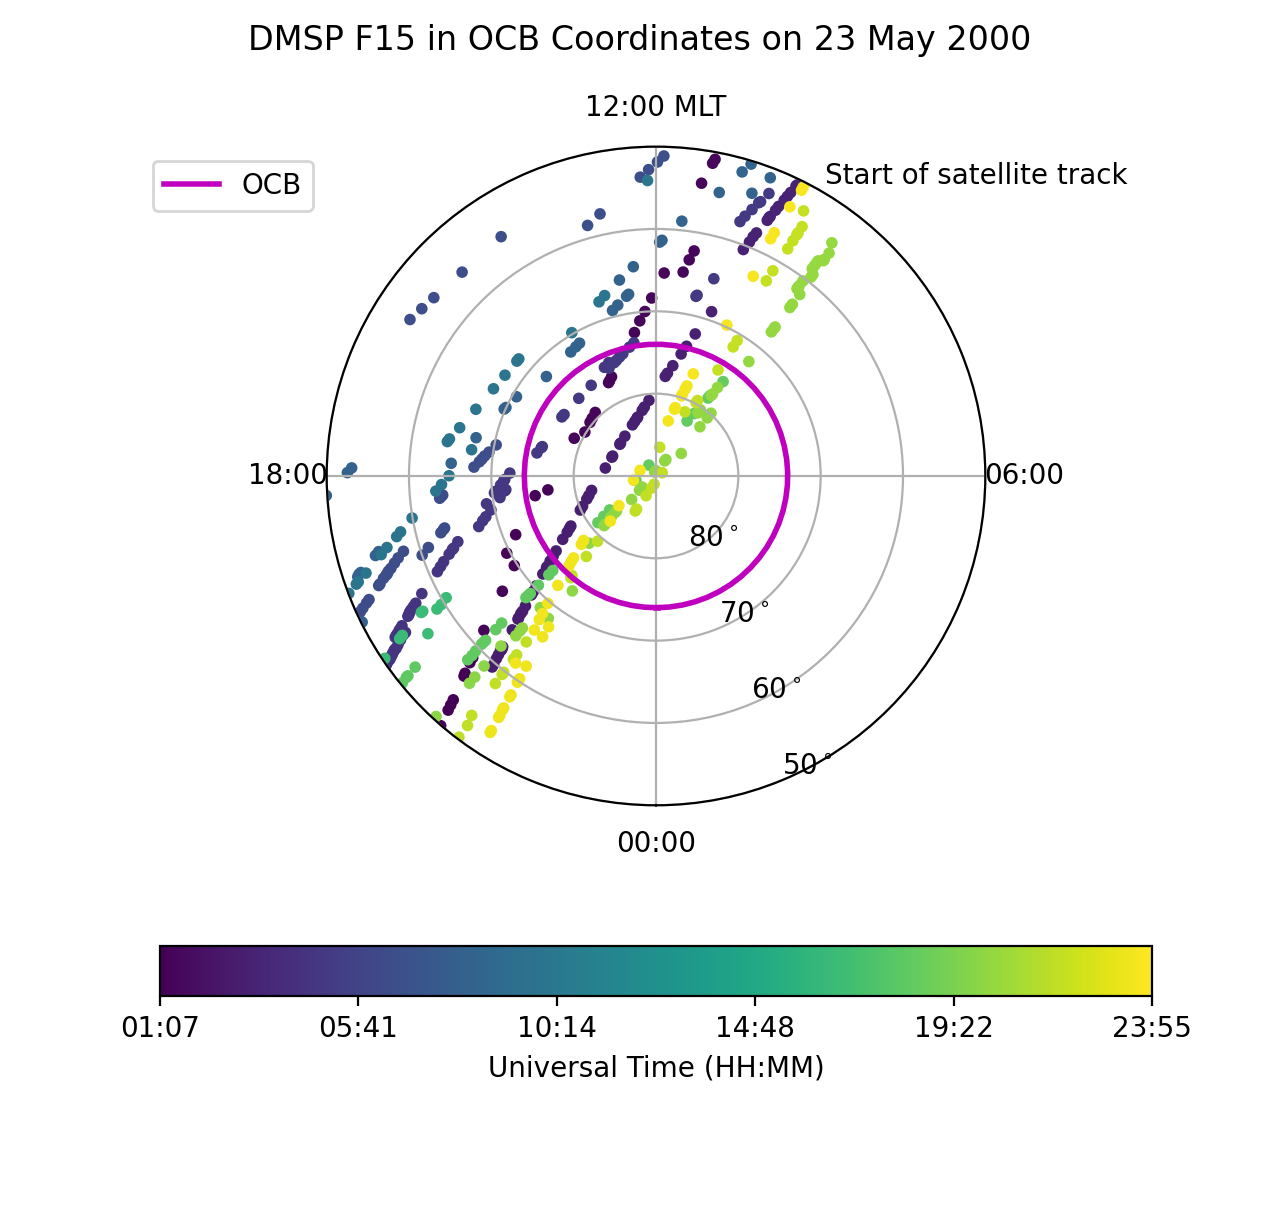 DMSP F15 in OCB Coordinates on 23 May 2000
12:00 MLT
OCB
Start of satellite track
18:00
06:00
80°
70°
60°
50°
00:00
01:07 05:41 10:14 14:48 19:22 23:55
Universal Time (HH:MM)